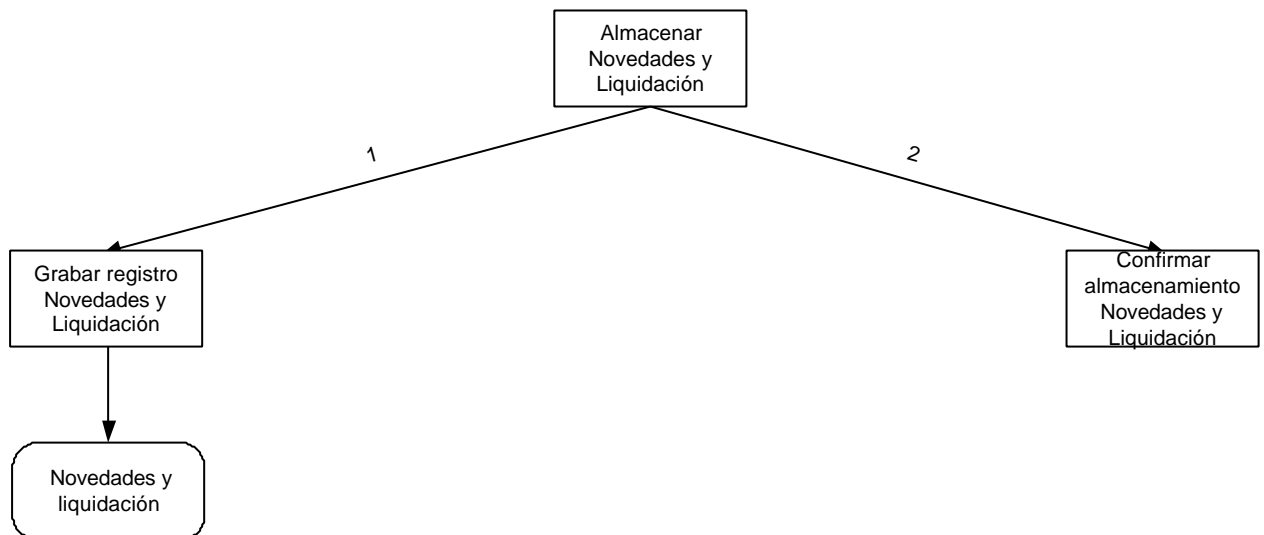 Almacenar
Novedades y
Liquidación
1
2
Grabar registro
Novedades y
Liquidación
Confirmar
almacenamiento
Novedades y
Liquidación
Novedades y
liquidación